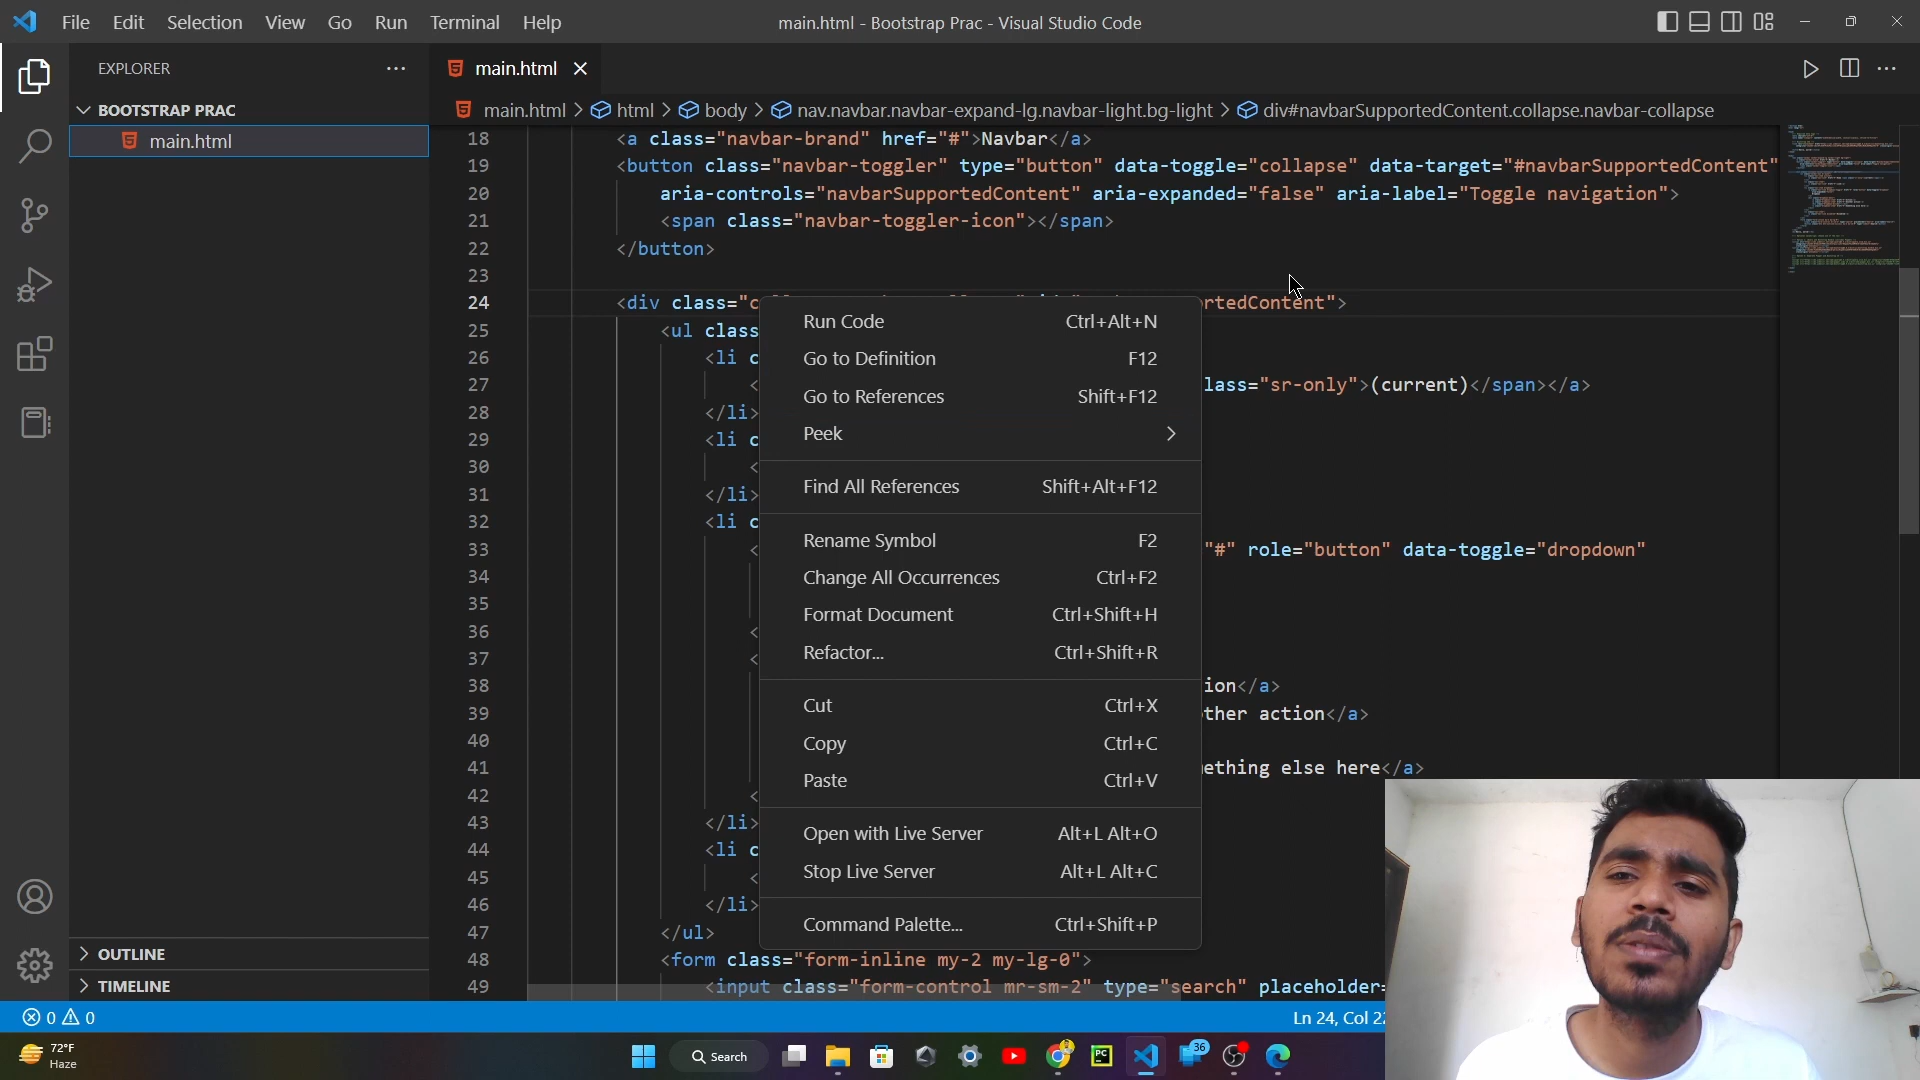 File Edit Selection View Go Run Terminal Help
main.html - Bootstrap Prac - Visual Studio Code
EXPLORER
main.html
BOOTSTRAP PRAC
main.html
main.html > html > body > nav.navbar.navbar-expand-lg.navbar-light.bg-light > div#navbarSupportedContent.collapse.navbar-collapse
18 <a class="navbar-brand" href="#">Navbar</a>
19 <button class="navbar-toggler" type="button" data-toggle="collapse" data-target="#navbarSupportedContent"
20 aria-controls="navbarSupportedContent" aria-expanded="false" aria-label="Toggle navigation">
21 <span class="navbar-toggler-icon"></span>
22 </button>
23
24 <div class="c rtedContent">
25 <ul class
26 <li c
27 < lass="sr-only">(current)</span></a>
28 </li>
29 <li c
30 <
31 </li>
32 <li c
33 < "#" role="button" data-toggle="dropdown"
34
35
36 <
37 <
38 ion</a>
39 ther action</a>
40
41 mething else here</a>
42 <
43 </li>
44 <li c
45 <
46 </li>
47 </ul>
48 <form class="form-inline my-2 my-lg-0">
49 <input class="form-control mr-sm-2" type="search" placeholder=
Run Code Ctrl+Alt+N
Go to Definition F12
Go to References Shift+F12
Peek
Find All References Shift+Alt+F12
Rename Symbol F2
Change All Occurrences Ctrl+F2
Format Document Ctrl+Shift+H
Refactor... Ctrl+Shift+R
Cut Ctrl+X
Copy Ctrl+C
Paste Ctrl+V
Open with Live Server Alt+L Alt+O
Stop Live Server Alt+L Alt+C
Command Palette... Ctrl+Shift+P
OUTLINE
TIMELINE
0 0
Ln 24, Col 22
72°F
Haze
Search
PC
36